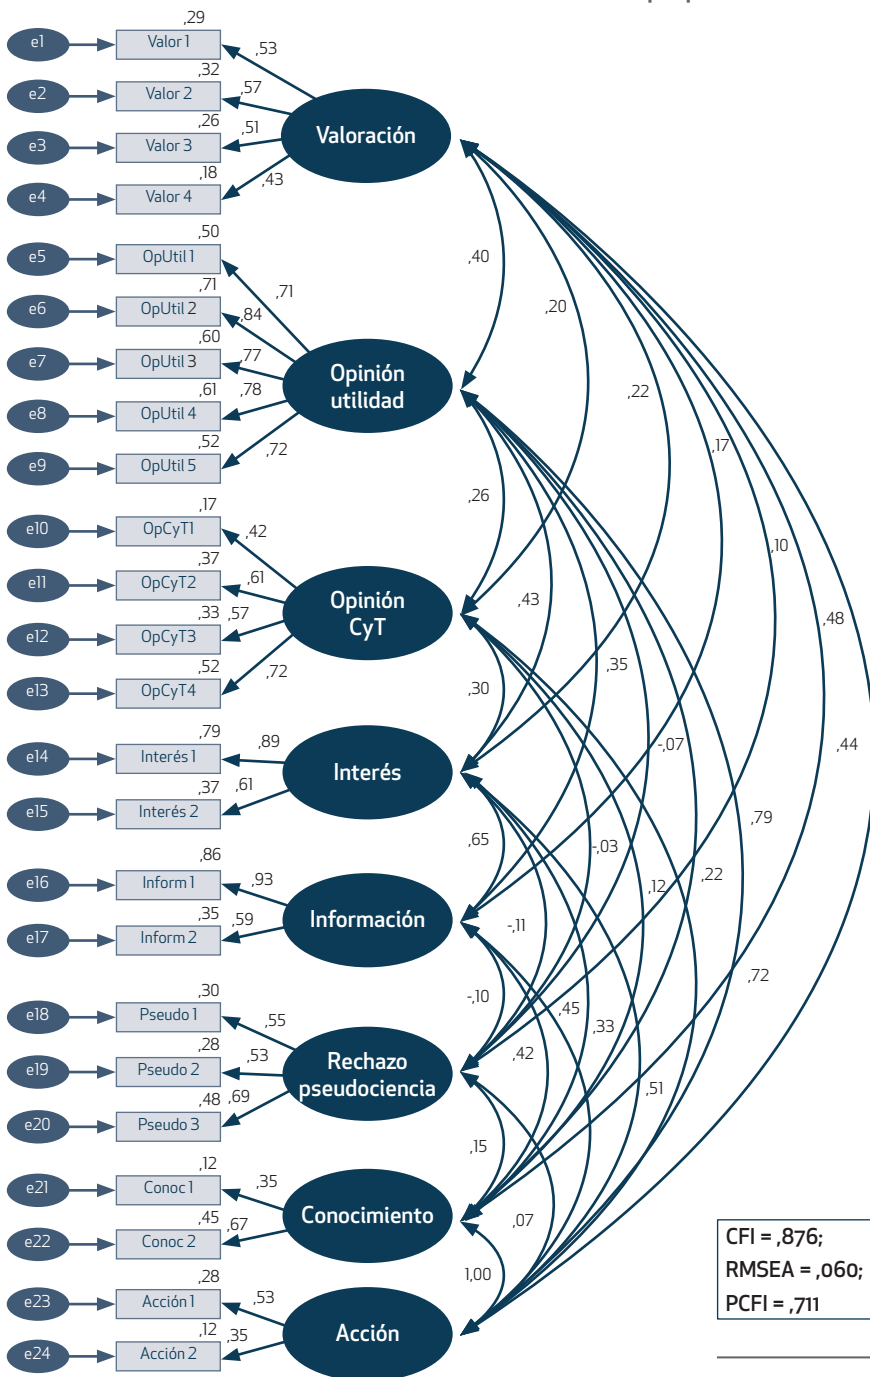 ,29
e1 Valor 1 ,53
,32
e2 Valor 2 ,57
Valoración
,26
e3 Valor 3 ,51
,18
e4 Valor 4 ,43
,50
e5 OpUtil 1 ,71
,71
e6 OpUtil 2 ,84
,60
e7 OpUtil 3 ,77
Opinión
utilidad
,61
e8 OpUtil 4 ,78
,52
e9 OpUtil 5 ,72
,17
e10 OpCyT1 ,42
,37
e11 OpCyT2 ,61
Opinión
CyT
,33
e12 OpCyT3 ,57
,52
e13 OpCyT4 ,72
,79
e14 Interés 1 ,89
Interés
,37
e15 Interés 2 ,61
,86
e16 Inform 1 ,93
Información
,35
e17 Inform 2 ,59
,30
e18 Pseudo 1 ,55
,28
e19 Pseudo 2 ,53
Rechazo
pseudociencia
,48
e20 Pseudo 3 ,69
,12
e21 Conoc 1 ,35
Conocimiento
,45
e22 Conoc 2 ,67
,28
e23 Acción 1 ,53
Acción
,12
e24 Acción 2 ,35
,40
,20
,22
,17
,10
,48
,44
,26
,43
,35
-,07
,79
,30
-,03
,12
,22
,72
,65
-,11
,45
,33
,51
-,10
,42
,15
,07
1,00
CFI = ,876;
RMSEA = ,060;
PCFI = ,711